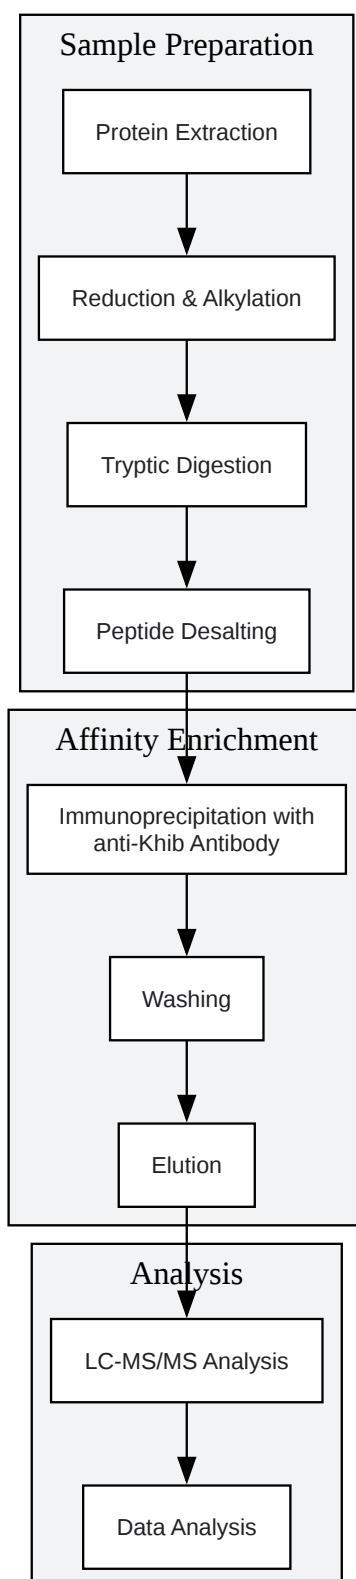 Sample Preparation
Protein Extraction
Reduction & Alkylation
Tryptic Digestion
Peptide Desalting
Affinity Enrichment
Immunoprecipitation with
anti-Khib Antibody
Washing
Elution
Analysis
LC-MS/MS Analysis
Data Analysis